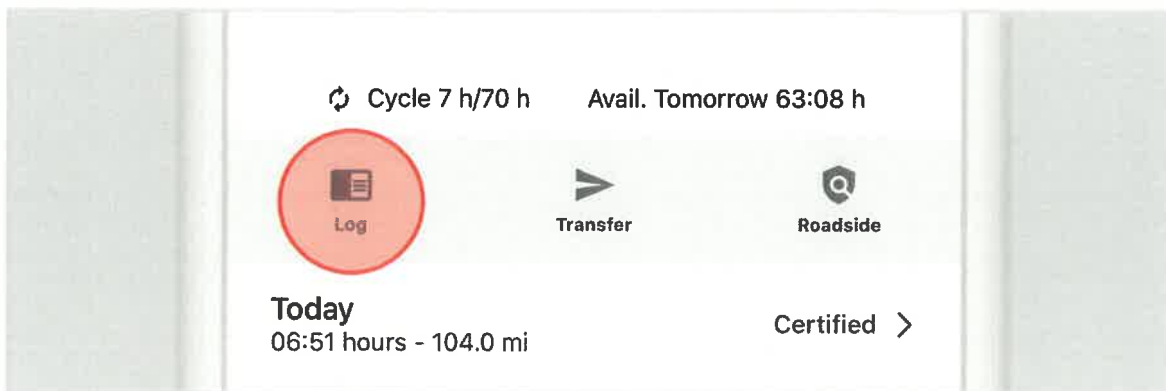 Cycle 7 h/70 h Avail. Tomorrow 63:08 h
Log Transfer Roadside
Today
06:51 hours - 104.0 mi
Certified